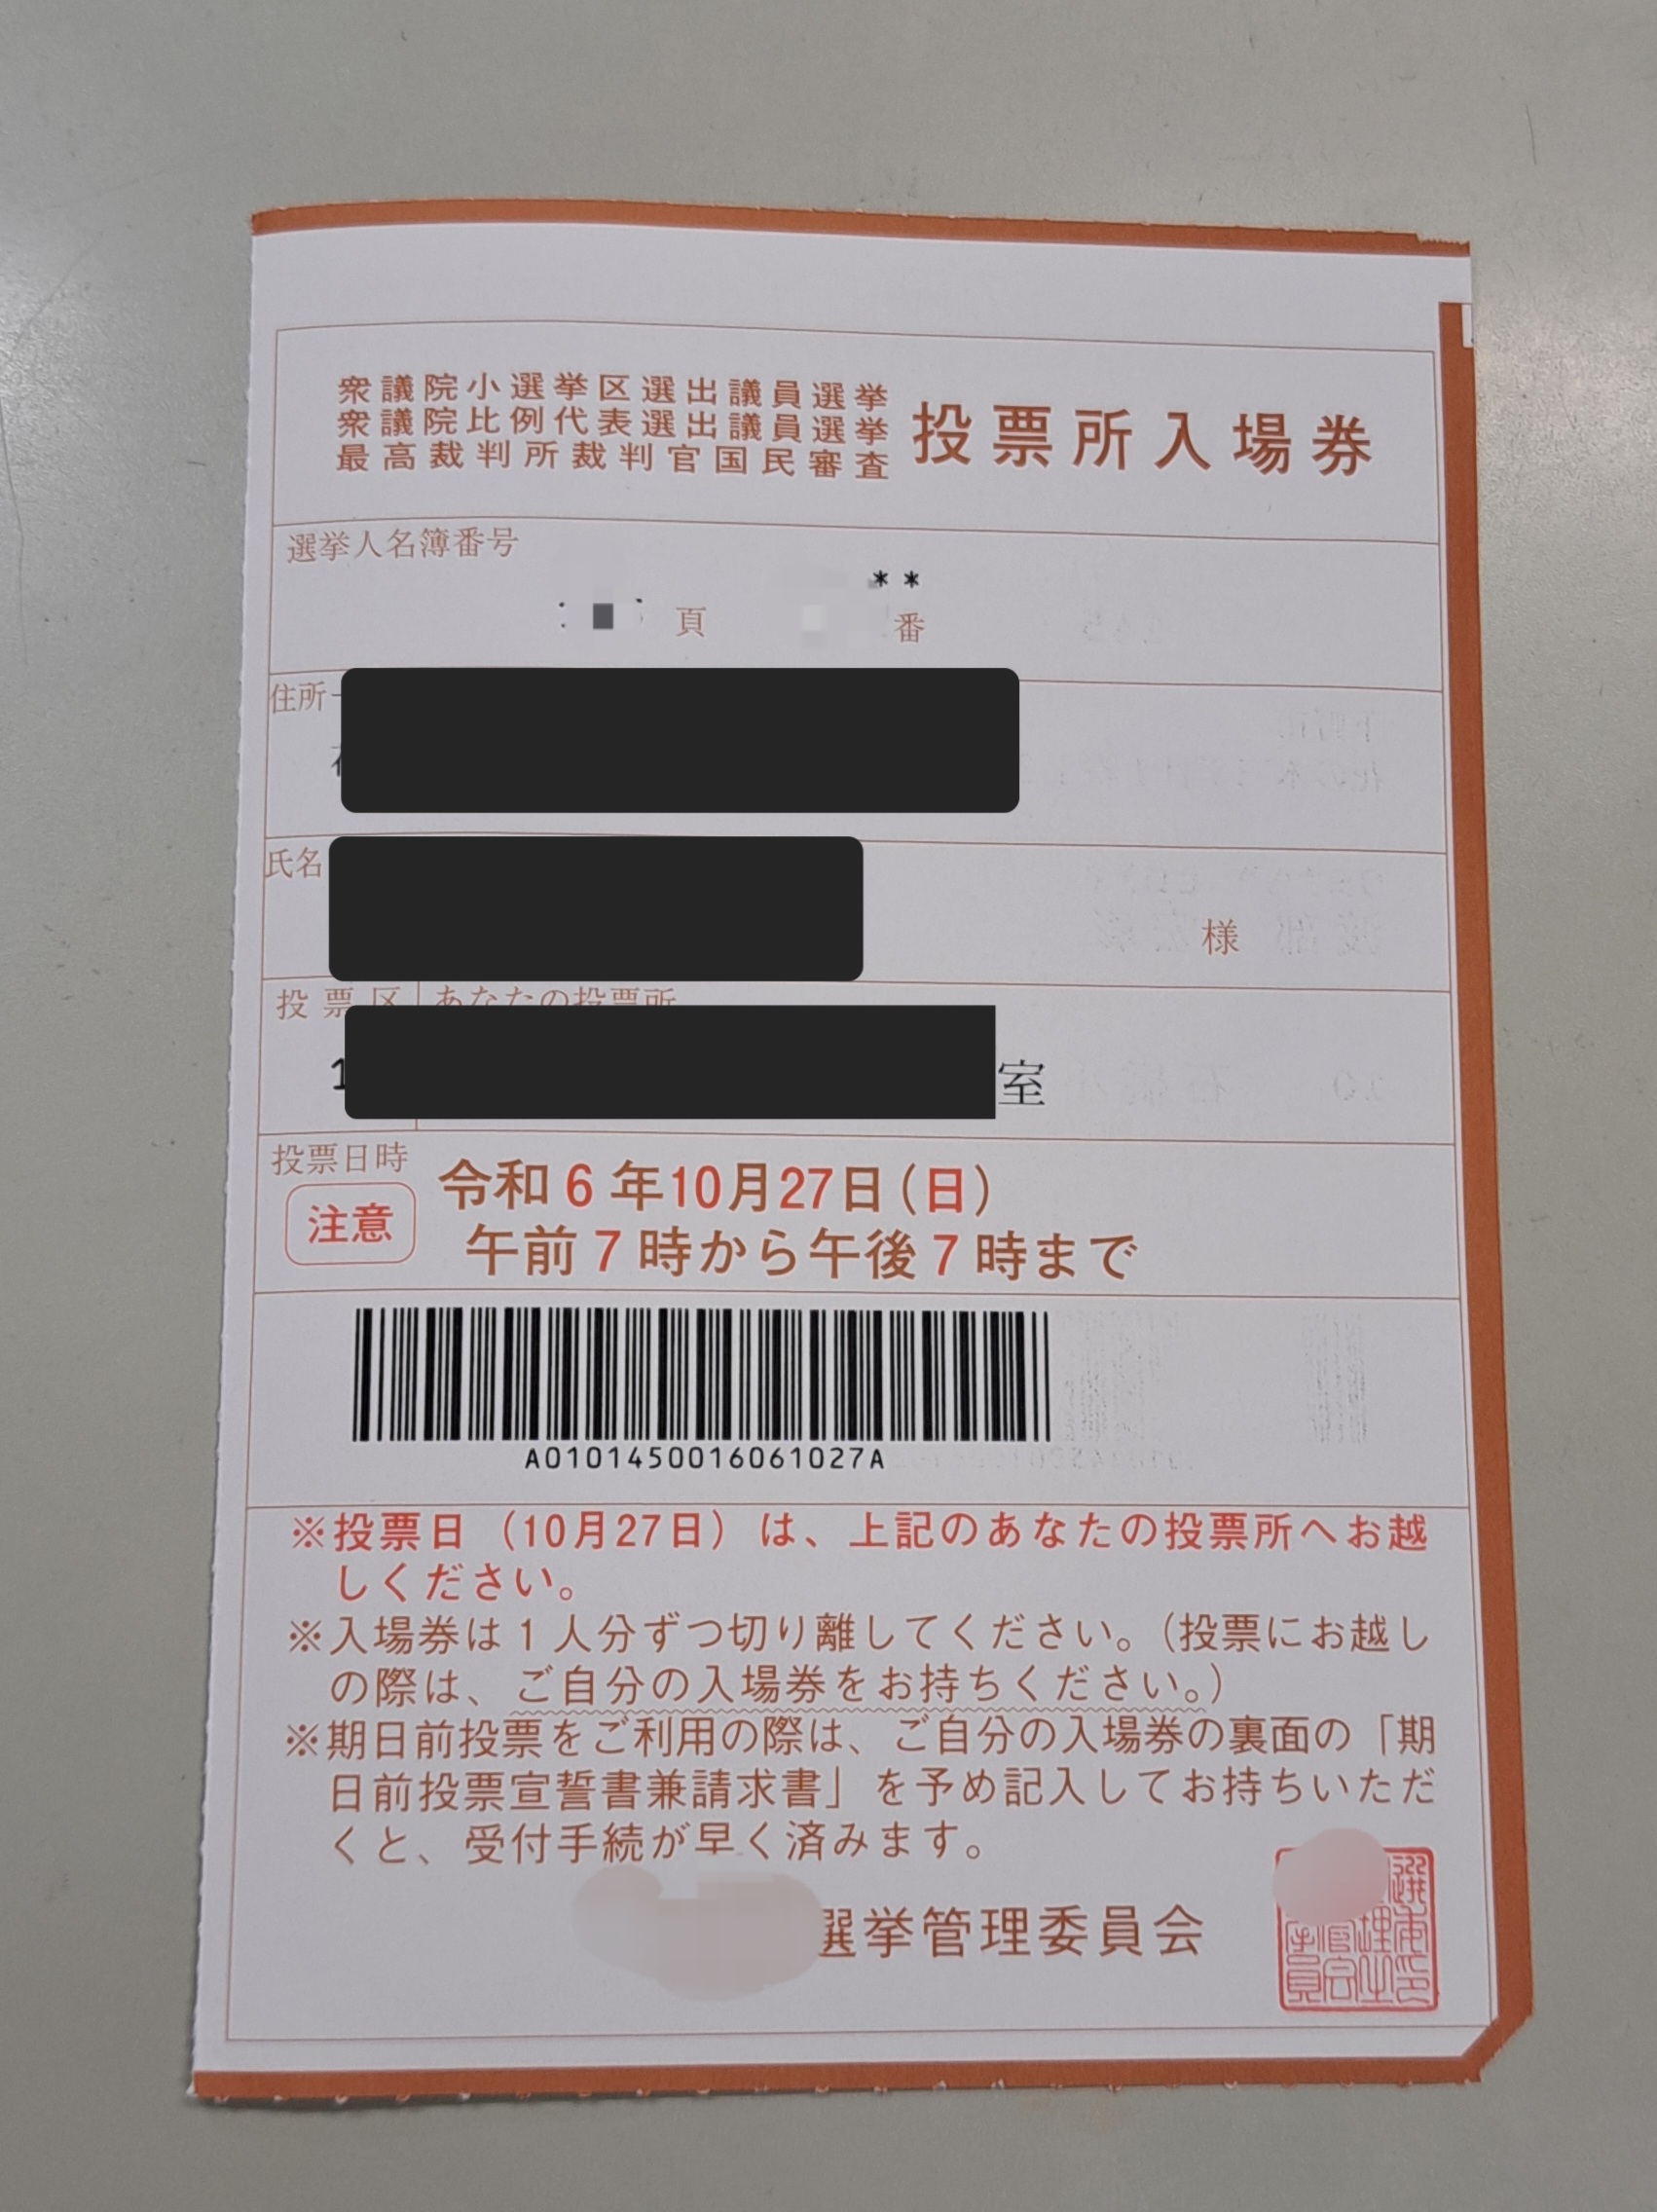 衆議院小選挙区選出議員選挙
衆議院比例代表選出議員選挙
最高裁判所裁判官国民審査
投票所入場券
選挙人名簿番号
**
頁 番
住所
氏名
様
投票区 あなたの投票所
1
室
投票日時
注意
令和6年10月27日(日)
午前7時から午後7時まで
A0101450016061027A
※投票日(10月27日)は、上記のあなたの投票所へお越
しください。
※入場券は1人分ずつ切り離してください。(投票にお越し
の際は、ご自分の入場券をお持ちください。)
※期日前投票をご利用の際は、ご自分の入場券の裏面の「期
日前投票宣誓書兼請求書」を予め記入してお持ちいただ
くと、受付手続が早く済みます。
選挙管理委員会